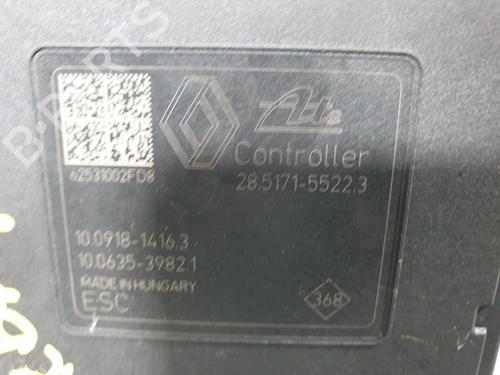 Ate
Controller
62531002FD8
28.5171-5522.3
10.0918-1416.3
10.0635-3982.1
MADE IN HUNGARY
ESC
368
B-PARTS